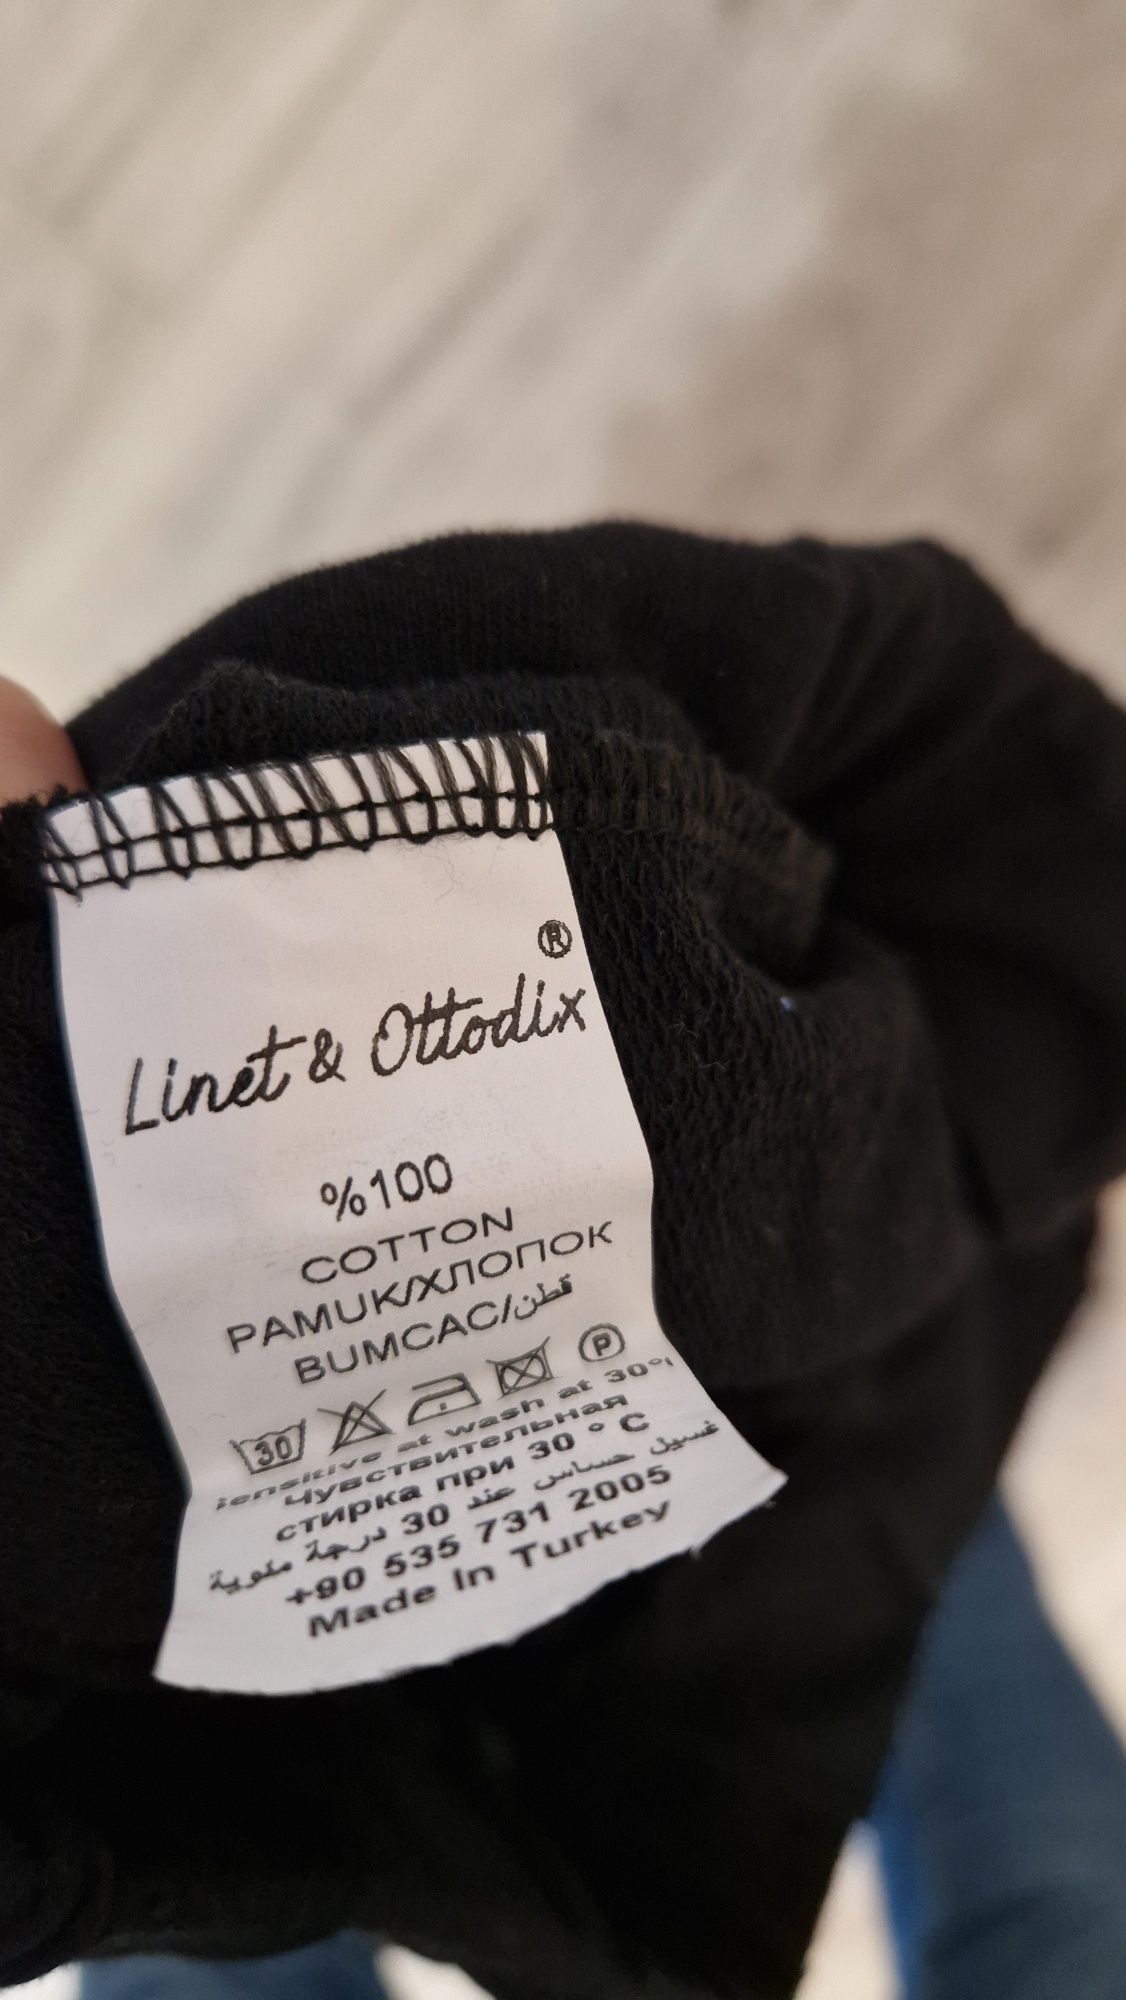 ®
Linet & Ottodix
%100
COTTON
PAMUK/ХЛОПОК
BUMCAC/قطن
30 P
sensitive at wash at 30°
Чувствительная
стирка при 30 ° C
غسيل حساس عند 30 درجة مئوية
+90 535 731 2005
Made In Turkey